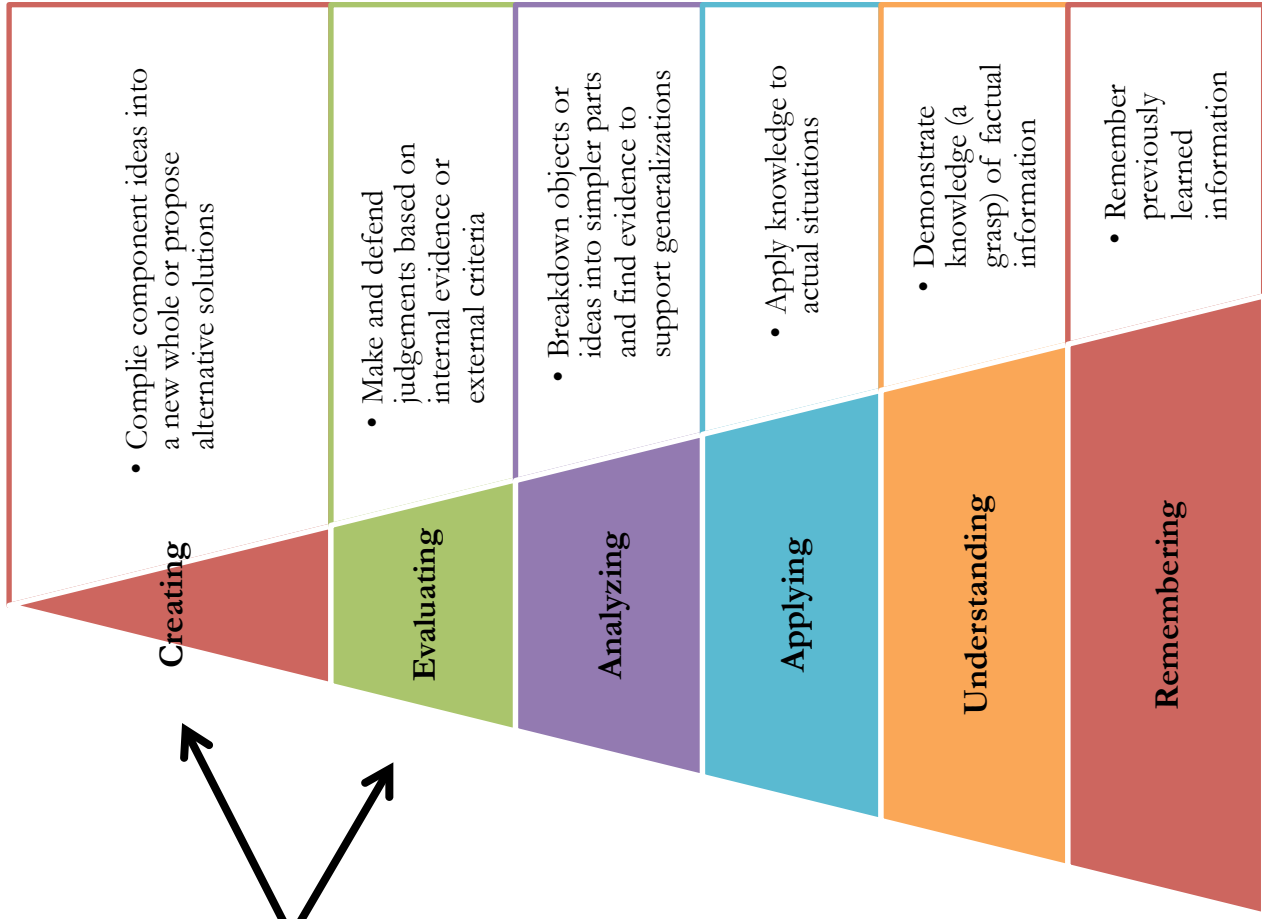 Creating
• Complie component ideas into
a new whole or propose
alternative solutions
Evaluating
• Make and defend
judgements based on
internal evidence or
external criteria
Analyzing
• Breakdown objects or
ideas into simpler parts
and find evidence to
support generalizations
Applying
• Apply knowledge to
actual situations
Understanding
• Demonstrate
knowledge (a
grasp) of factual
information
Remembering
• Remember
previously
learned
information